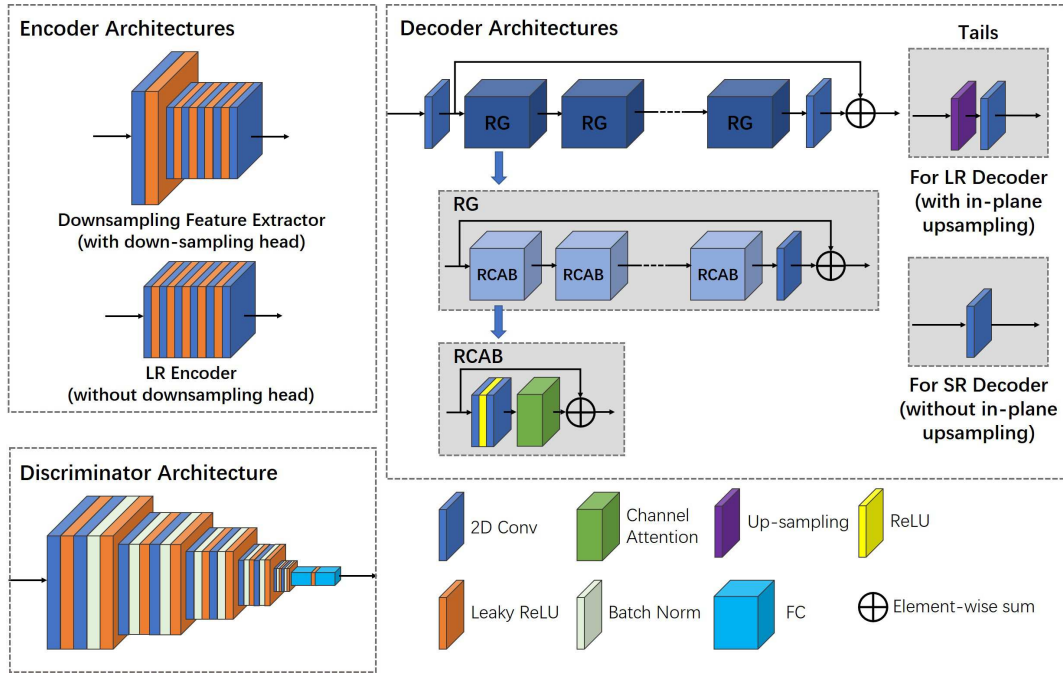 Encoder Architectures
Downsampling Feature Extractor
(with down-sampling head)
LR Encoder
(without downsampling head)
Decoder Architectures
RG
RG
RG
RG
RCAB
RCAB
RCAB
RCAB
Tails
For LR Decoder
(with in-plane
upsampling)
For SR Decoder
(without in-plane
upsampling)
Discriminator Architecture
2D Conv
Channel
Attention
Up-sampling
ReLU
Leaky ReLU
Batch Norm
FC
Element-wise sum